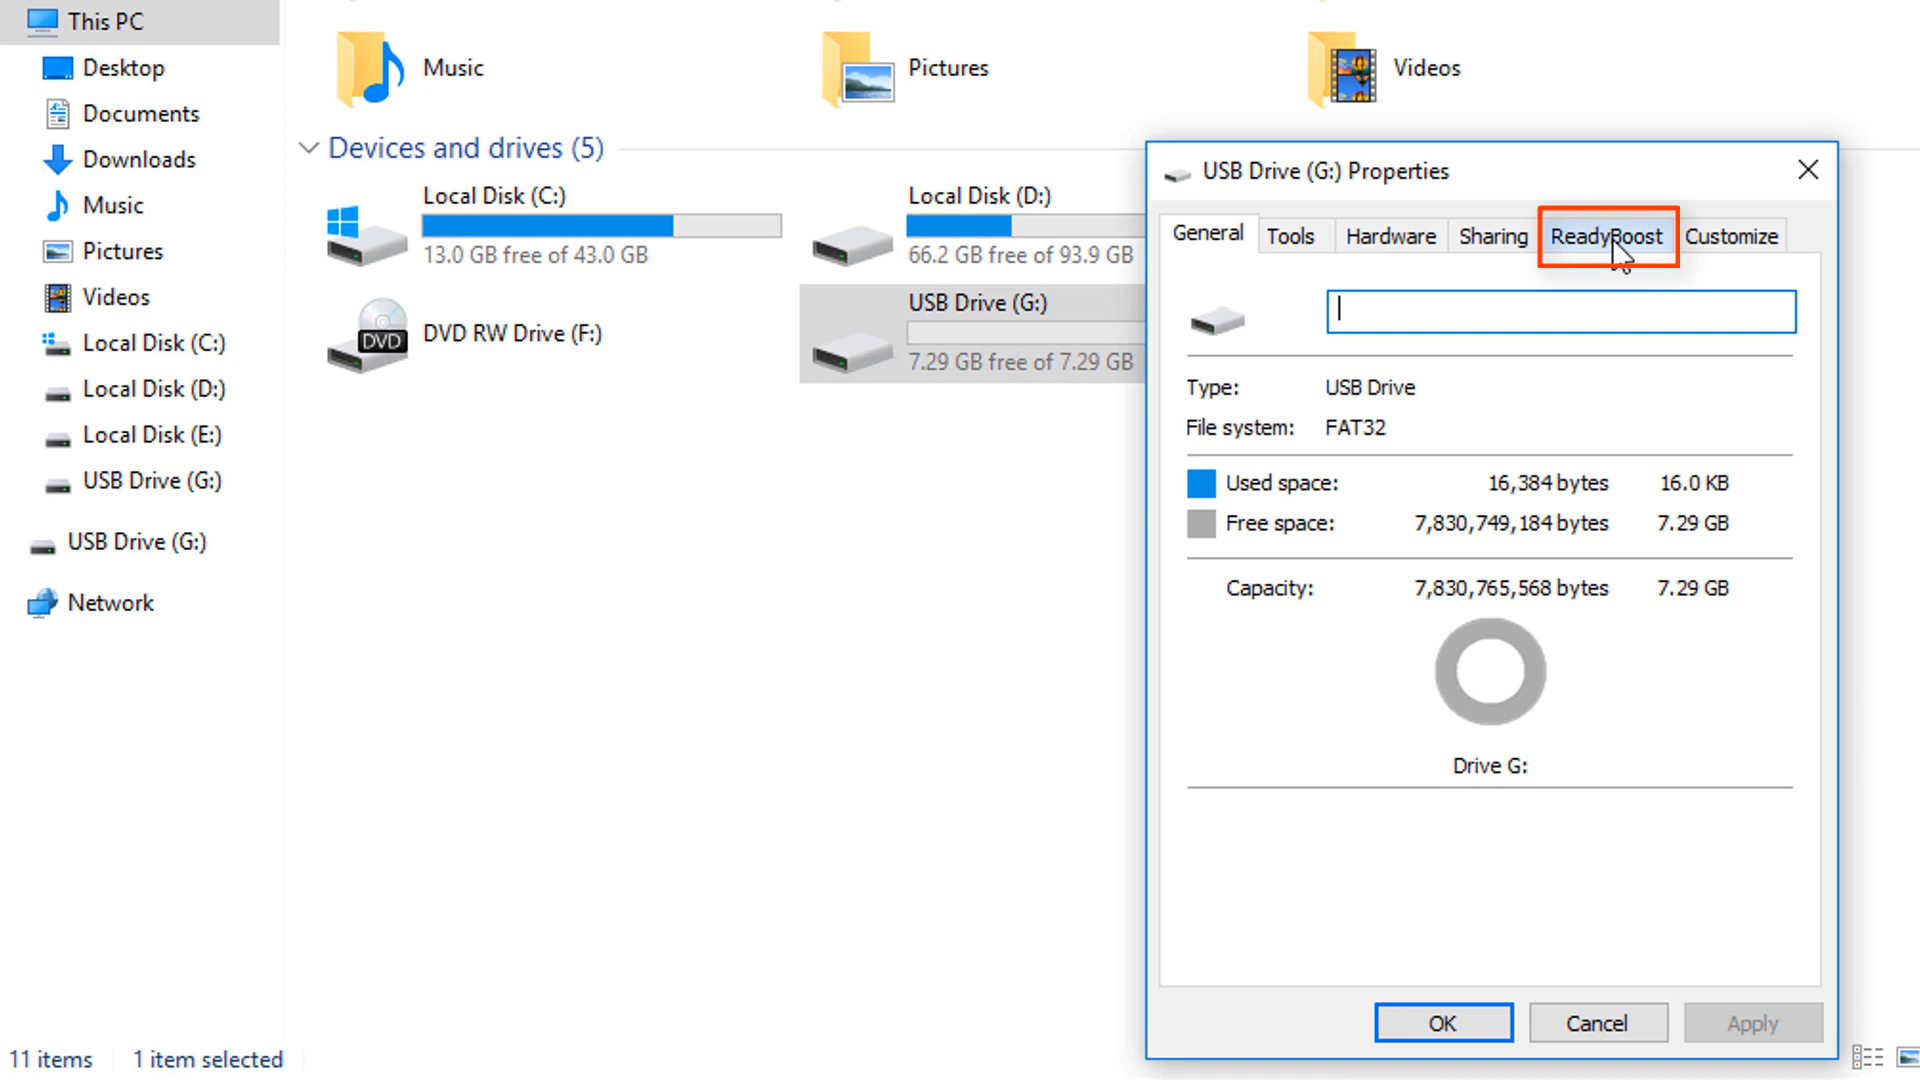 This PC
Desktop
Documents
Downloads
Music
Pictures
Videos
Local Disk (C:)
Local Disk (D:)
Local Disk (E:)
USB Drive (G:)
USB Drive (G:)
Network
Music
Pictures
Videos
Devices and drives (5)
Local Disk (C:)
13.0 GB free of 43.0 GB
Local Disk (D:)
66.2 GB free of 93.9 GB
DVD
DVD RW Drive (F:)
USB Drive (G:)
7.29 GB free of 7.29 GB
USB Drive (G:) Properties
General Tools Hardware Sharing ReadyBoost Customize
Type: USB Drive
File system: FAT32
Used space: 16,384 bytes 16.0 KB
Free space: 7,830,749,184 bytes 7.29 GB
Capacity: 7,830,765,568 bytes 7.29 GB
Drive G:
OK Cancel Apply
11 items 1 item selected